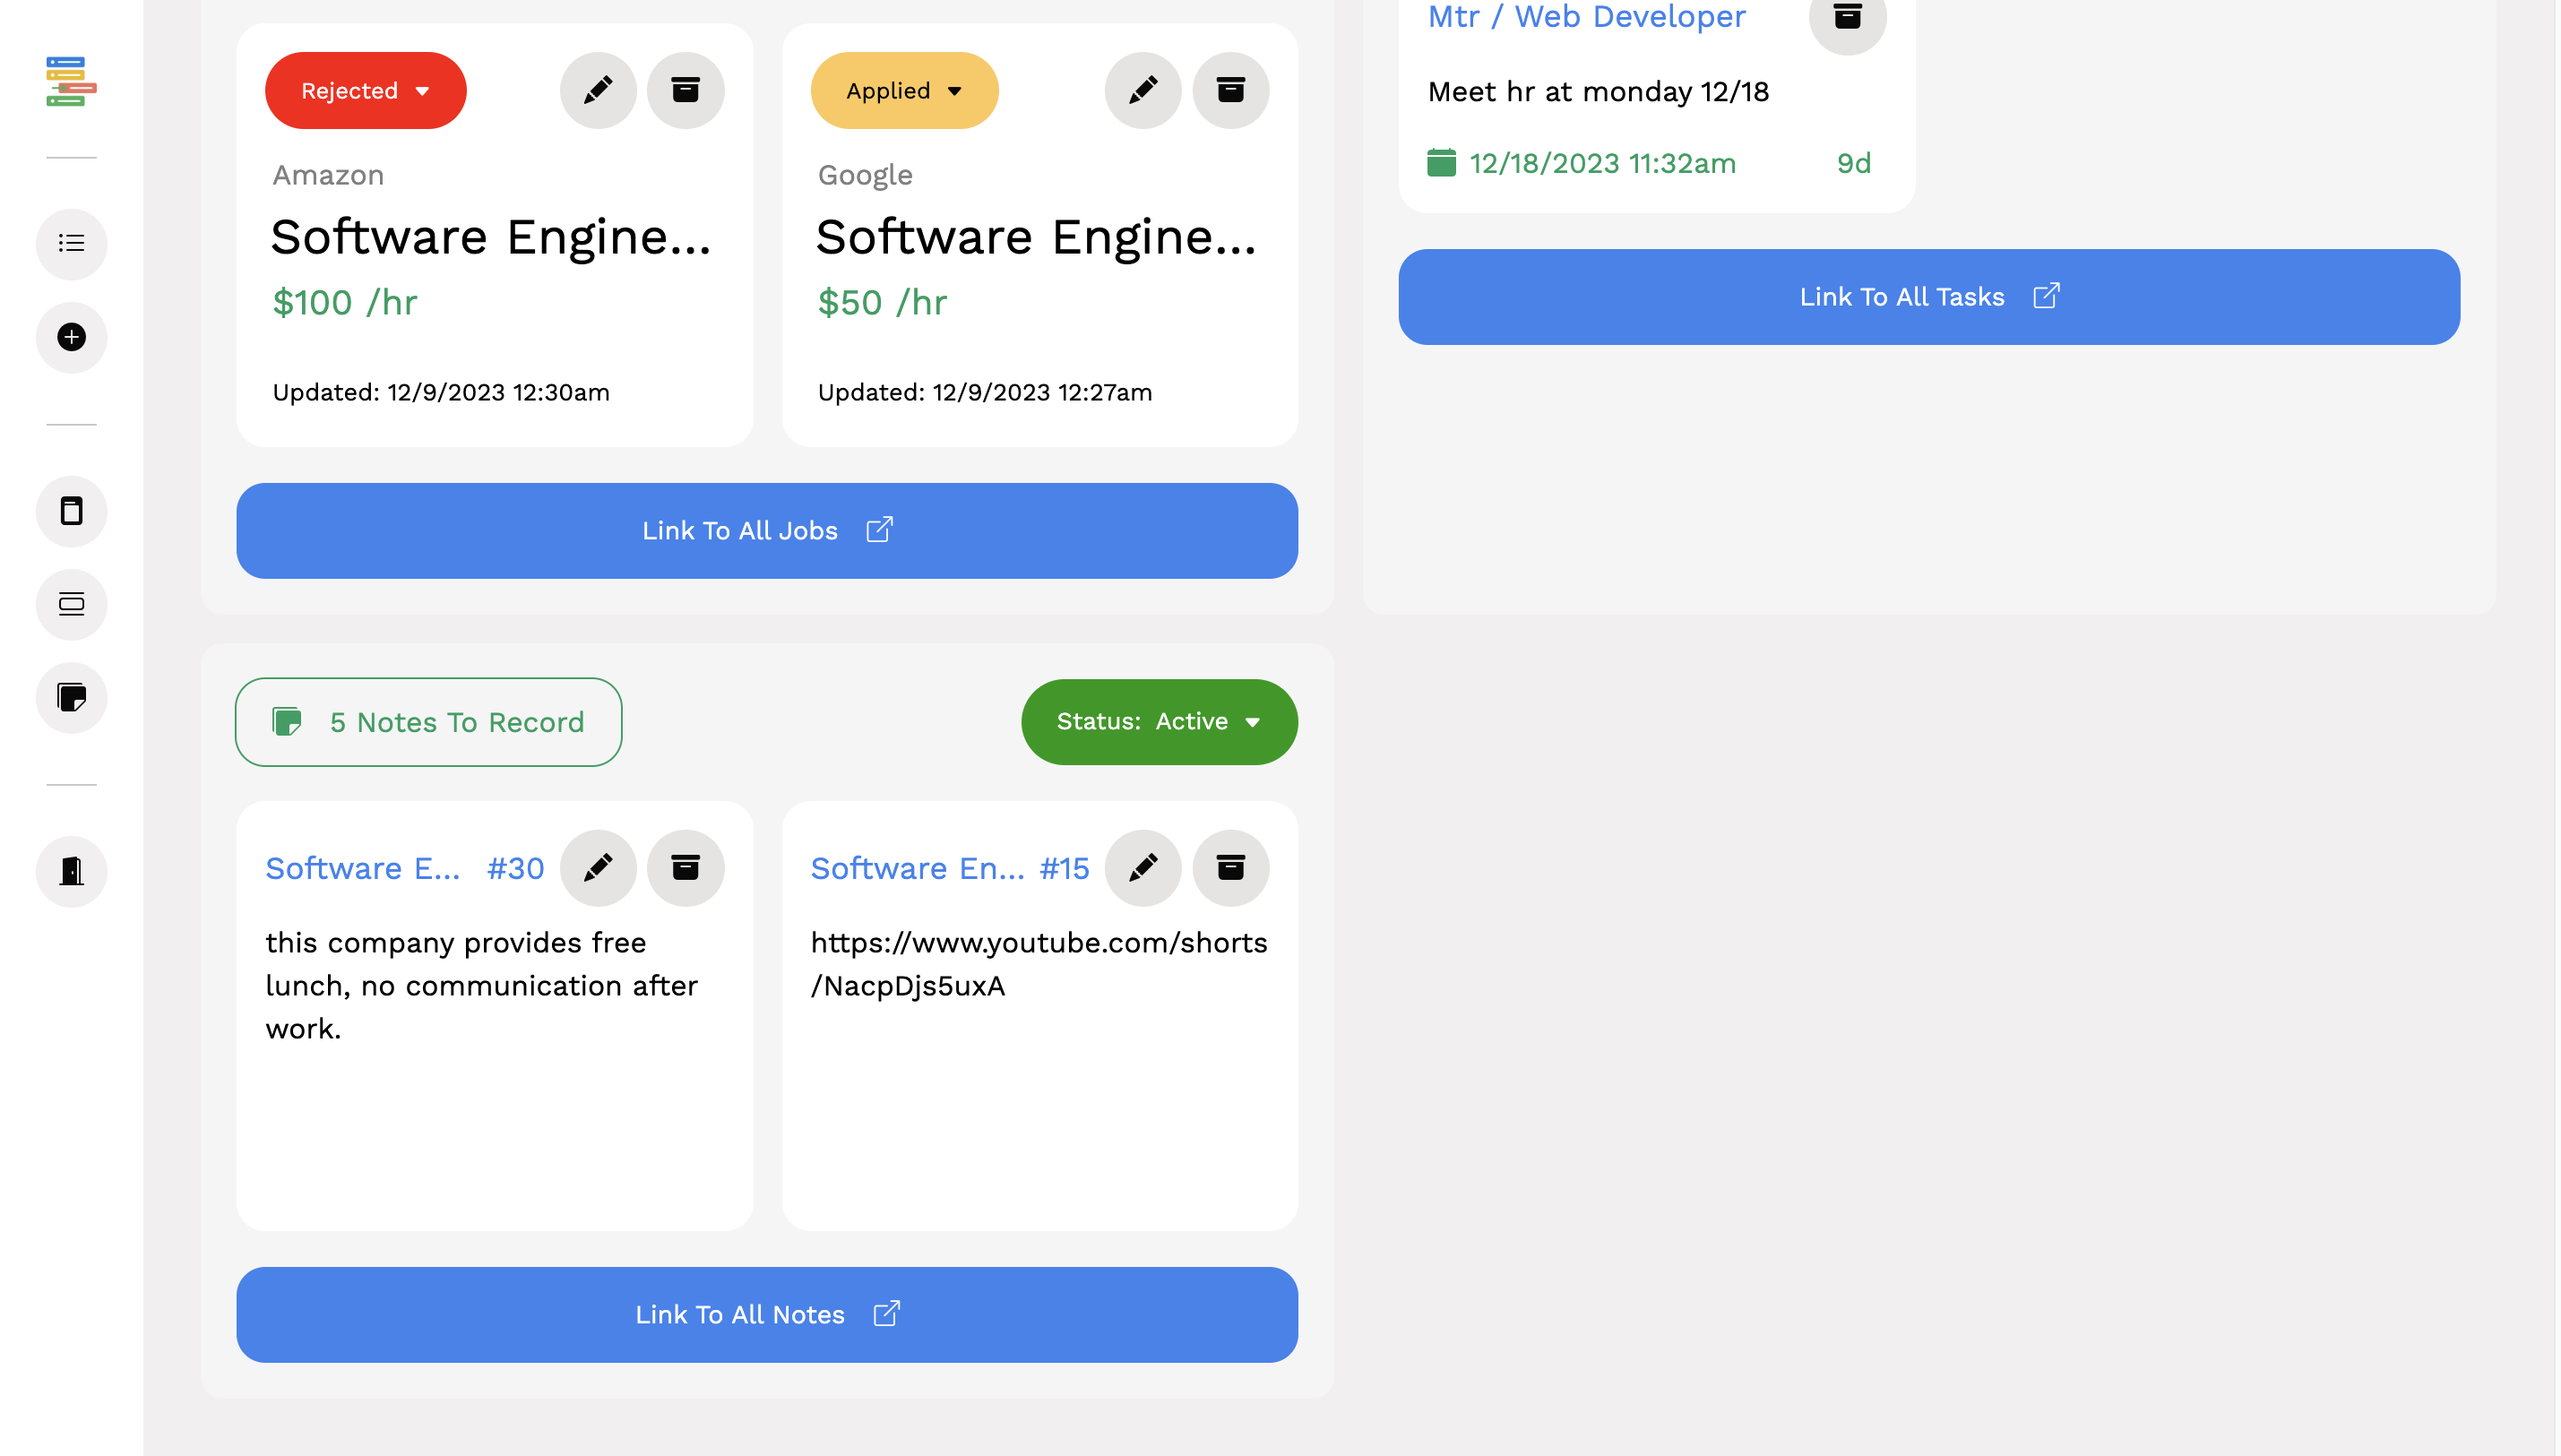 Rejected
Amazon
Software Engine...
$100 /hr
Updated: 12/9/2023 12:30am
Applied
Google
Software Engine...
$50 /hr
Updated: 12/9/2023 12:27am
Link To All Jobs
Mtr / Web Developer
Meet hr at monday 12/18
12/18/2023 11:32am 9d
Link To All Tasks
5 Notes To Record
Status: Active
Software E... #30
this company provides free
lunch, no communication after
work.
Software En... #15
https://www.youtube.com/shorts
/NacpDjs5uxA
Link To All Notes